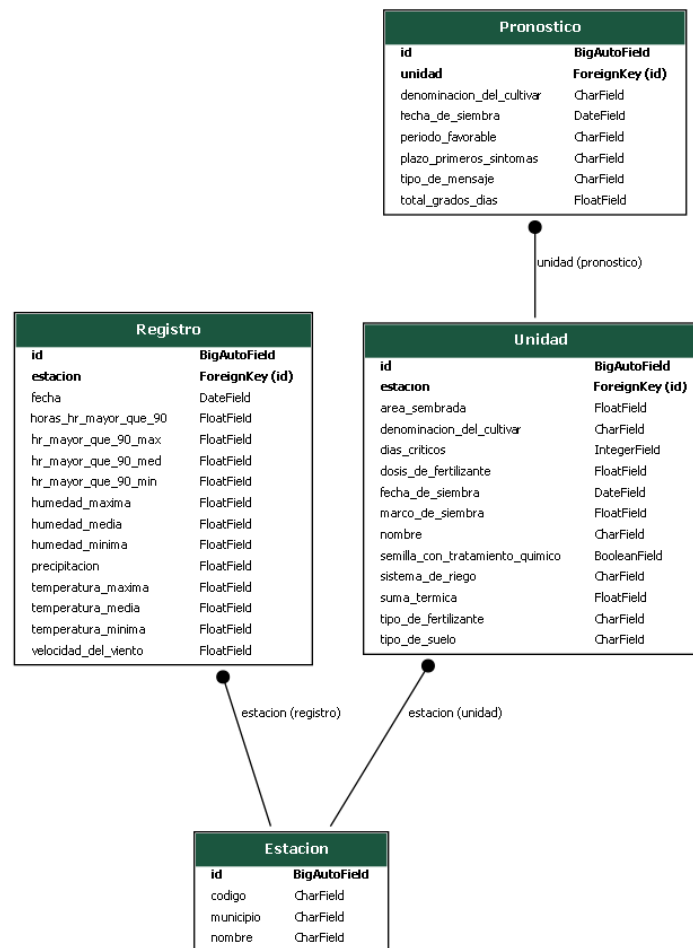 Pronostico
id BigAutoField
unidad ForeignKey (id)
denominacion_del_cultivar CharField
fecha_de_siembra DateField
periodo_favorable CharField
plazo_primeros_sintomas CharField
tipo_de_mensaje CharField
total_grados_dias FloatField
unidad (pronostico)
Registro
id BigAutoField
estacion ForeignKey (id)
fecha DateField
horas_hr_mayor_que_90 FloatField
hr_mayor_que_90_max FloatField
hr_mayor_que_90_med FloatField
hr_mayor_que_90_min FloatField
humedad_maxima FloatField
humedad_media FloatField
humedad_minima FloatField
precipitacion FloatField
temperatura_maxima FloatField
temperatura_media FloatField
temperatura_minima FloatField
velocidad_del_viento FloatField
Unidad
id BigAutoField
estacion ForeignKey (id)
area_sembrada FloatField
denominacion_del_cultivar CharField
dias_criticos IntegerField
dosis_de_fertilizante FloatField
fecha_de_siembra DateField
marco_de_siembra FloatField
nombre CharField
semilla_con_tratamiento_quimico BooleanField
sistema_de_riego CharField
suma_termica FloatField
tipo_de_fertilizante CharField
tipo_de_suelo CharField
estacion (registro)
estacion (unidad)
Estacion
id BigAutoField
codigo CharField
municipio CharField
nombre CharField